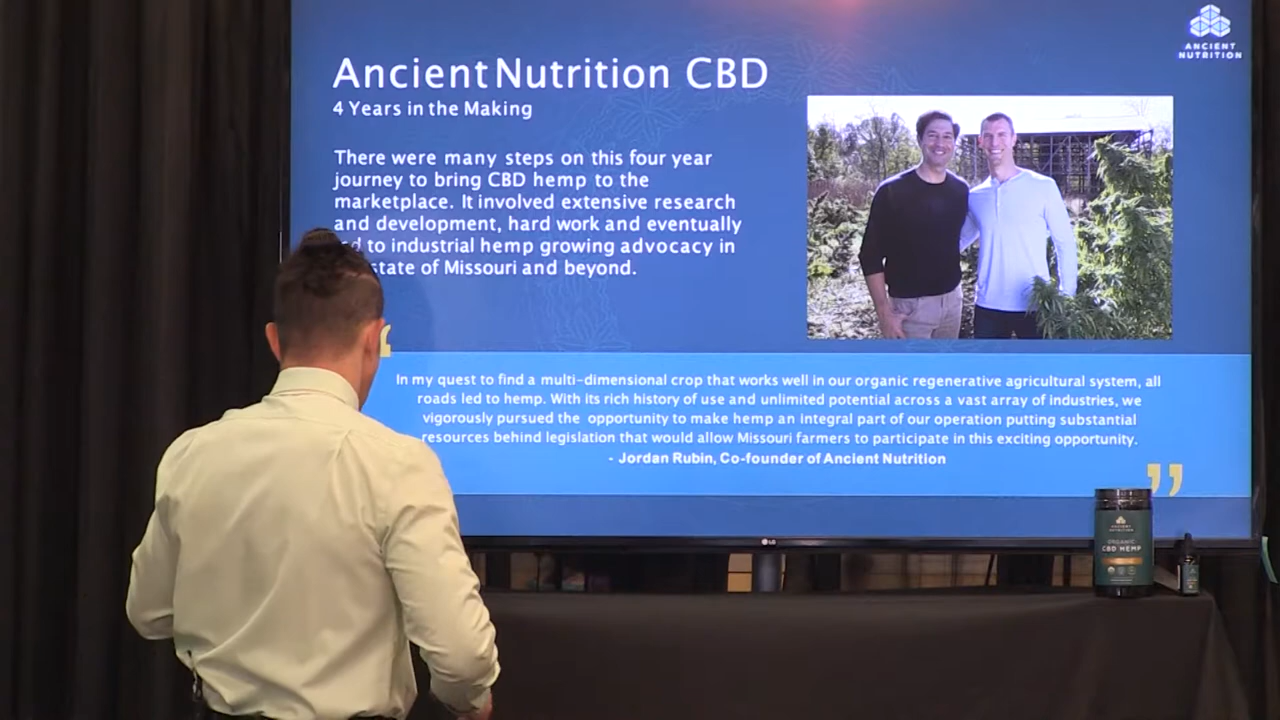 ANCIENT
NUTRITION
Ancient Nutrition CBD
4 Years in the Making
There were many steps on this four year
journey to bring CBD hemp to the
marketplace. It involved extensive research
and development, hard work and eventually
to industrial hemp growing advocacy in
state of Missouri and beyond.
In my quest to find a multi-dimensional crop that works well in our organic regenerative agricultural system, all
roads led to hemp. With its rich history of use and unlimited potential across a vast array of industries, we
vigorously pursued the opportunity to make hemp an integral part of our operation putting substantial
resources behind legislation that would allow Missouri farmers to participate in this exciting opportunity.
- Jordan Rubin, Co-founder of Ancient Nutrition
LG
ANCIENT
NUTRITION
ORGANIC
CBD HEMP